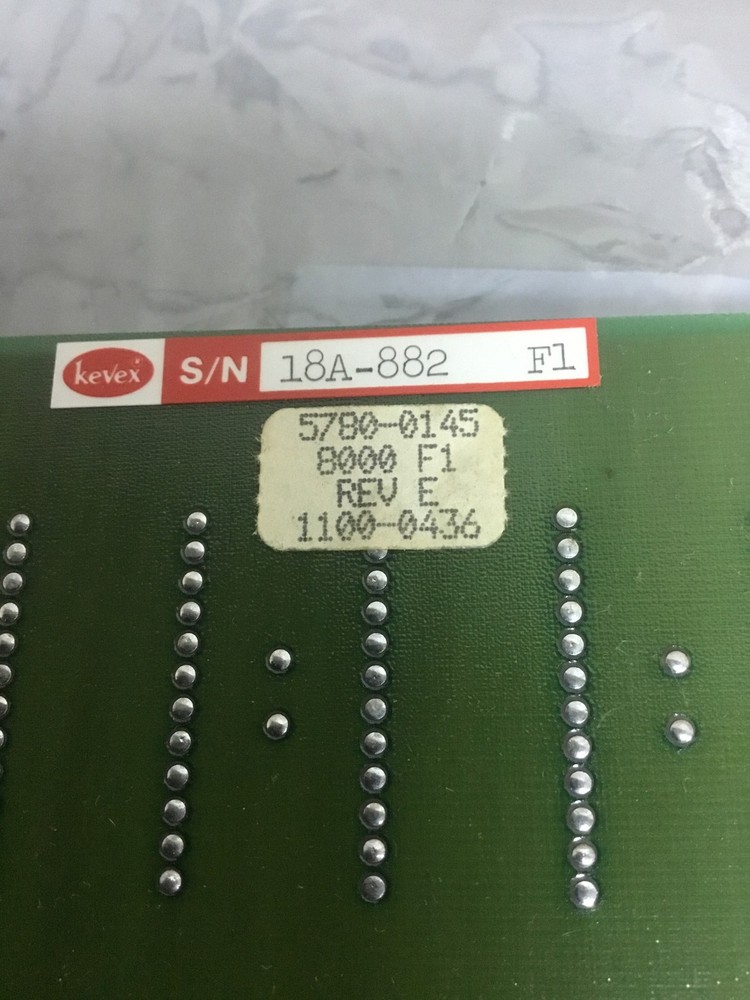 kevex S/N 18A-882 F1
5780-0145
8000 F1
REV E
1100-0436